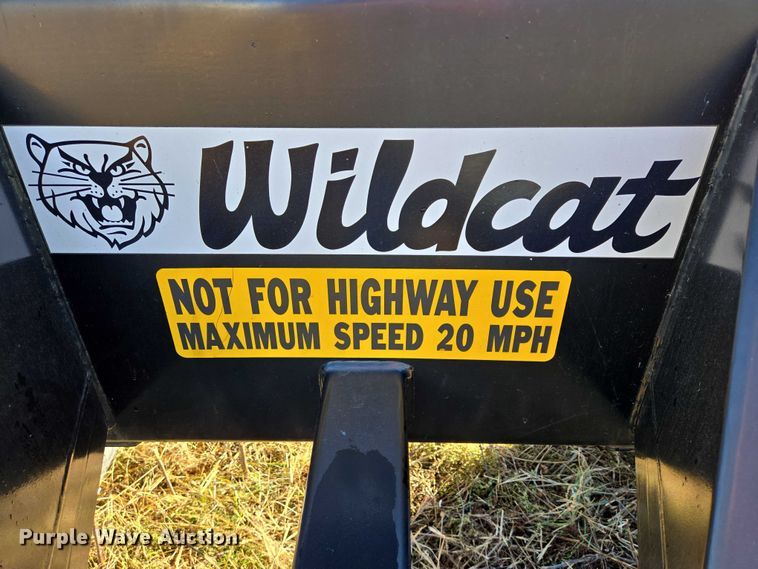 Wildcat
NOT FOR HIGHWAY USE
MAXIMUM SPEED 20 MPH
Purple Wave Auction